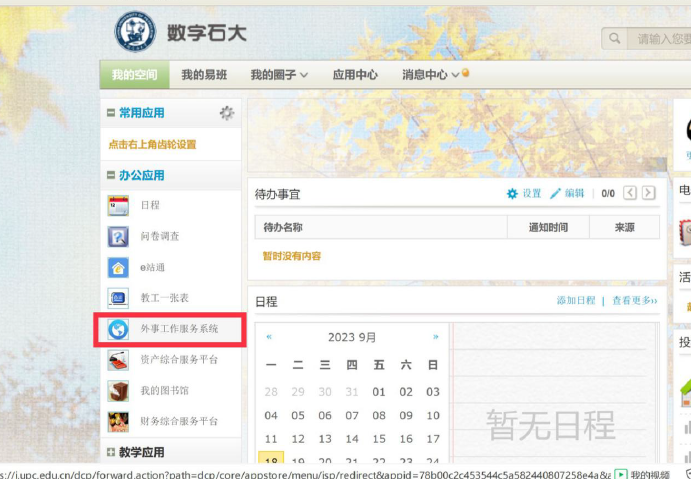 数字石大
请输入您要
我的空间 我的易班 我的圈子 应用中心 消息中心
常用应用
点击右上角齿轮设置
办公应用
日程
问卷调查
e站通
教工一张表
外事工作服务系统
资产综合服务平台
我的图书馆
财务综合服务平台
教学应用
待办事宜 设置 编辑 | 0/0
待办名称 通知时间 来源
暂时没有内容
日程 添加日程 | 查看更多››
« 2023 9月 »
一 二 三 四 五 六 日
28 29 30 31 01 02 03
04 05 06 07 08 09 10
11 12 13 14 15 16 17
18 19 20 21 22 23 24
暂无日程
电
活
投
s://i.upc.edu.cn/dcp/forward.action?path=dcp/core/appstore/menu/jsp/redirect&appid=78b00c2c453544c5a582440807258e4a&a 我的视频